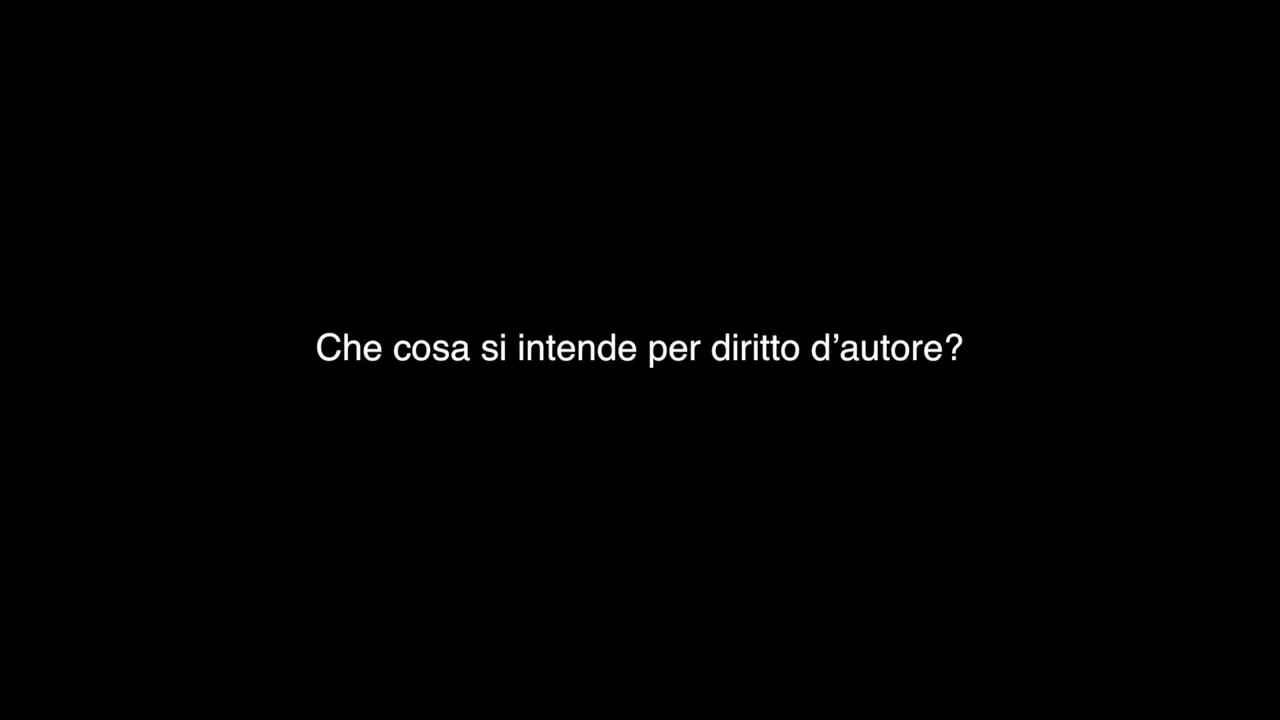 Che cosa si intende per diritto d’autore?